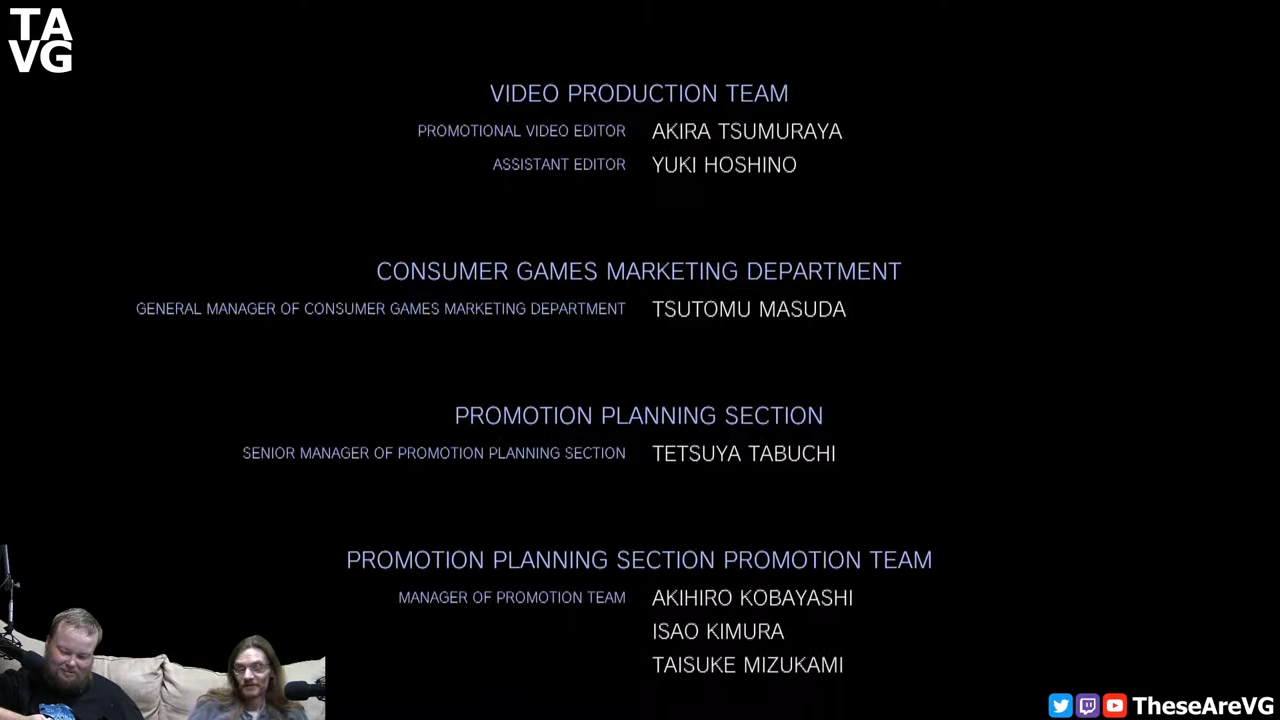 TA
VG
VIDEO PRODUCTION TEAM
PROMOTIONAL VIDEO EDITOR AKIRA TSUMURAYA
ASSISTANT EDITOR YUKI HOSHINO
CONSUMER GAMES MARKETING DEPARTMENT
GENERAL MANAGER OF CONSUMER GAMES MARKETING DEPARTMENT TSUTOMU MASUDA
PROMOTION PLANNING SECTION
SENIOR MANAGER OF PROMOTION PLANNING SECTION TETSUYA TABUCHI
PROMOTION PLANNING SECTION PROMOTION TEAM
MANAGER OF PROMOTION TEAM AKIHIRO KOBAYASHI
ISAO KIMURA
TAISUKE MIZUKAMI
TheseAreVG